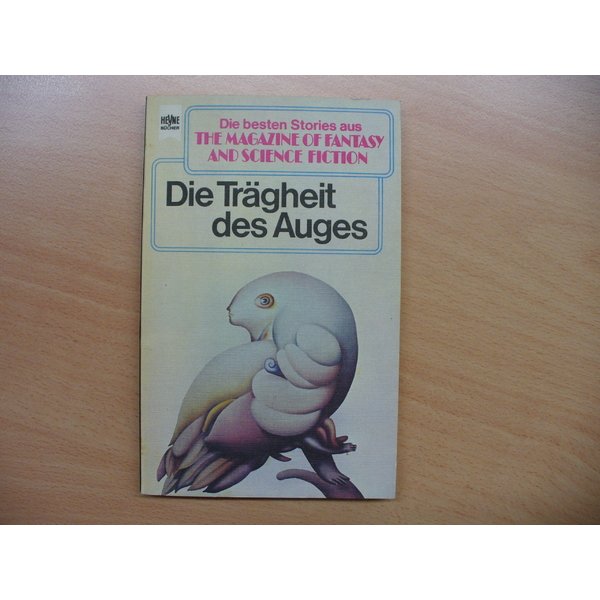 HEYNE
BÜCHER
Die besten Stories aus
THE MAGAZINE OF FANTASY
AND SCIENCE FICTION
Die Trägheit
des Auges